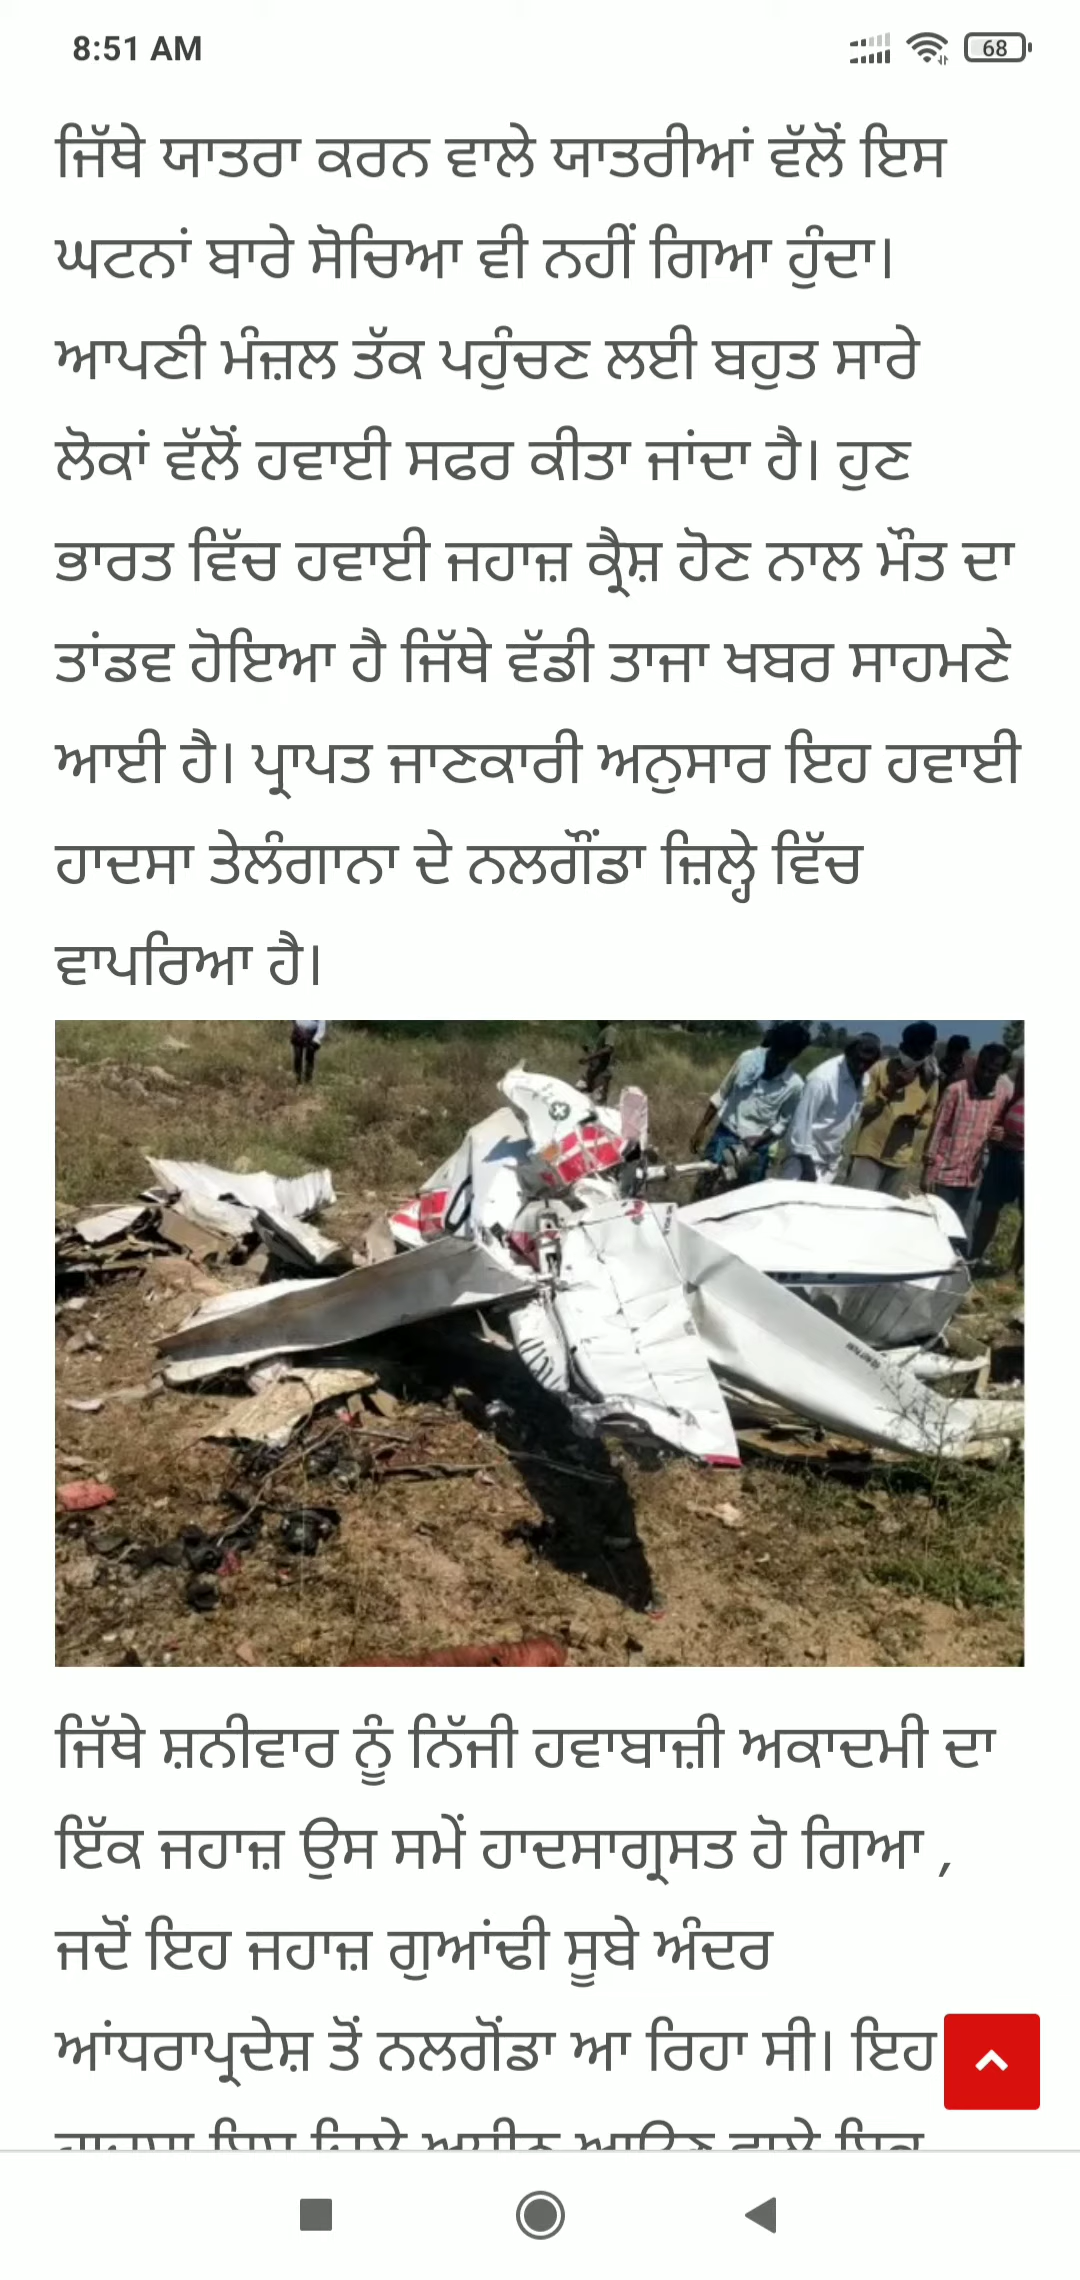 8:51 AM
68
ਜਿੱਥੇ ਯਾਤਰਾ ਕਰਨ ਵਾਲੇ ਯਾਤਰੀਆਂ ਵੱਲੋਂ ਇਸ
ਘਟਨਾਂ ਬਾਰੇ ਸੋਚਿਆ ਵੀ ਨਹੀਂ ਗਿਆ ਹੁੰਦਾ।
ਆਪਣੀ ਮੰਜ਼ਲ ਤੱਕ ਪਹੁੰਚਣ ਲਈ ਬਹੁਤ ਸਾਰੇ
ਲੋਕਾਂ ਵੱਲੋਂ ਹਵਾਈ ਸਫਰ ਕੀਤਾ ਜਾਂਦਾ ਹੈ। ਹੁਣ
ਭਾਰਤ ਵਿੱਚ ਹਵਾਈ ਜਹਾਜ਼ ਕ੍ਰੈਸ਼ ਹੋਣ ਨਾਲ ਮੌਤ ਦਾ
ਤਾਂਡਵ ਹੋਇਆ ਹੈ ਜਿੱਥੇ ਵੱਡੀ ਤਾਜਾ ਖਬਰ ਸਾਹਮਣੇ
ਆਈ ਹੈ। ਪ੍ਰਾਪਤ ਜਾਣਕਾਰੀ ਅਨੁਸਾਰ ਇਹ ਹਵਾਈ
ਹਾਦਸਾ ਤੇਲੰਗਾਨਾ ਦੇ ਨਲਗੌਂਡਾ ਜ਼ਿਲ੍ਹੇ ਵਿੱਚ
ਵਾਪਰਿਆ ਹੈ।
ਜਿੱਥੇ ਸ਼ਨੀਵਾਰ ਨੂੰ ਨਿੱਜੀ ਹਵਾਬਾਜ਼ੀ ਅਕਾਦਮੀ ਦਾ
ਇੱਕ ਜਹਾਜ਼ ਉਸ ਸਮੇਂ ਹਾਦਸਾਗ੍ਰਸਤ ਹੋ ਗਿਆ ,
ਜਦੋਂ ਇਹ ਜਹਾਜ਼ ਗੁਆਂਢੀ ਸੂਬੇ ਅੰਦਰ
ਆਂਧਰਾਪ੍ਰਦੇਸ਼ ਤੋਂ ਨਲਗੋਂਡਾ ਆ ਰਿਹਾ ਸੀ। ਇਹ